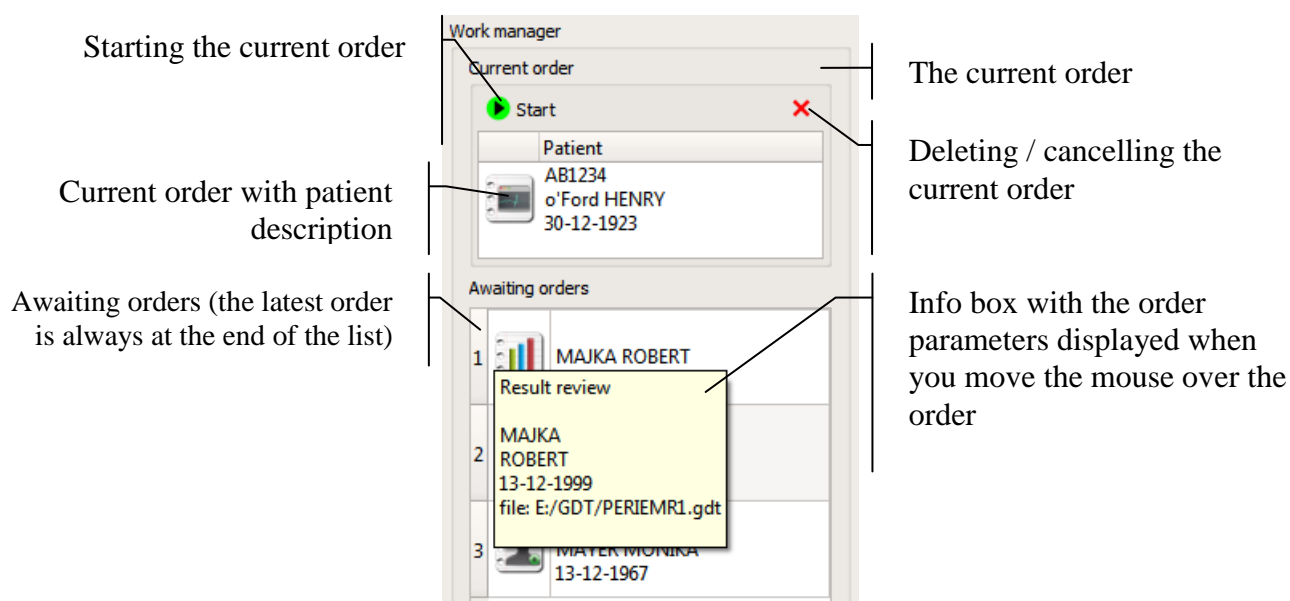 Starting the current order
Current order with patient
description
Awaiting orders (the latest order
is always at the end of the list)
Work manager
Current order
Start
Patient
AB1234
o'Ford HENRY
30-12-1923
Awaiting orders
1
MAJKA ROBERT
Result review
MAJKA
ROBERT
13-12-1999
file: E:/GDT/PERIEMR1.gdt
2
3
MAYER MONIKA
13-12-1967
The current order
Deleting / cancelling the
current order
Info box with the order
parameters displayed when
you move the mouse over the
order